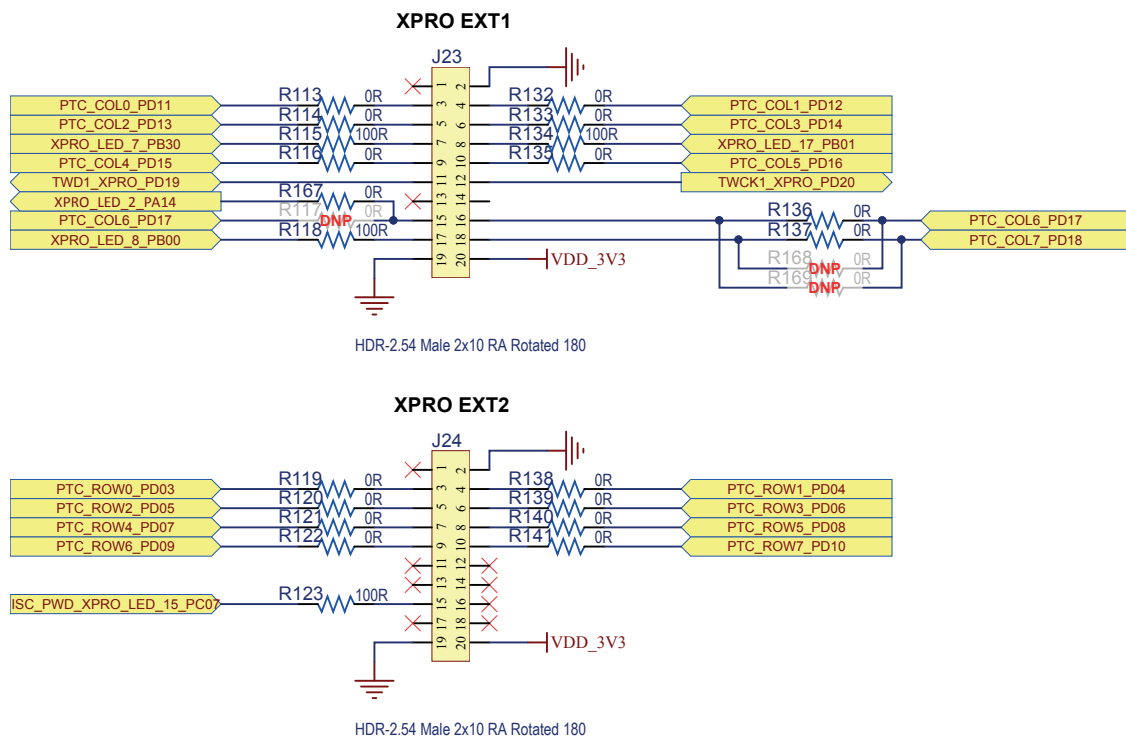 XPRO EXT1
J23
1 2
PTC_COL0_PD11 R113 0R 3 4 R132 0R PTC_COL1_PD12
PTC_COL2_PD13 R114 0R 5 6 R133 0R PTC_COL3_PD14
XPRO_LED_7_PB30 R115 100R 7 8 R134 100R XPRO_LED_17_PB01
PTC_COL4_PD15 R116 0R 9 10 R135 0R PTC_COL5_PD16
TWD1_XPRO_PD19 11 12 TWCK1_XPRO_PD20
XPRO_LED_2_PA14 R167 0R 13 14
PTC_COL6_PD17 R117 DNP 0R 15 16 R136 0R PTC_COL6_PD17
XPRO_LED_8_PB00 R118 100R 17 18 R137 0R PTC_COL7_PD18
19 20 VDD_3V3 R168 DNP 0R
R169 DNP 0R
HDR-2.54 Male 2x10 RA Rotated 180
XPRO EXT2
J24
1 2
PTC_ROW0_PD03 R119 0R 3 4 R138 0R PTC_ROW1_PD04
PTC_ROW2_PD05 R120 0R 5 6 R139 0R PTC_ROW3_PD06
PTC_ROW4_PD07 R121 0R 7 8 R140 0R PTC_ROW5_PD08
PTC_ROW6_PD09 R122 0R 9 10 R141 0R PTC_ROW7_PD10
11 12
13 14
ISC_PWD_XPRO_LED_15_PC07 R123 100R 15 16
17 18
19 20 VDD_3V3
HDR-2.54 Male 2x10 RA Rotated 180